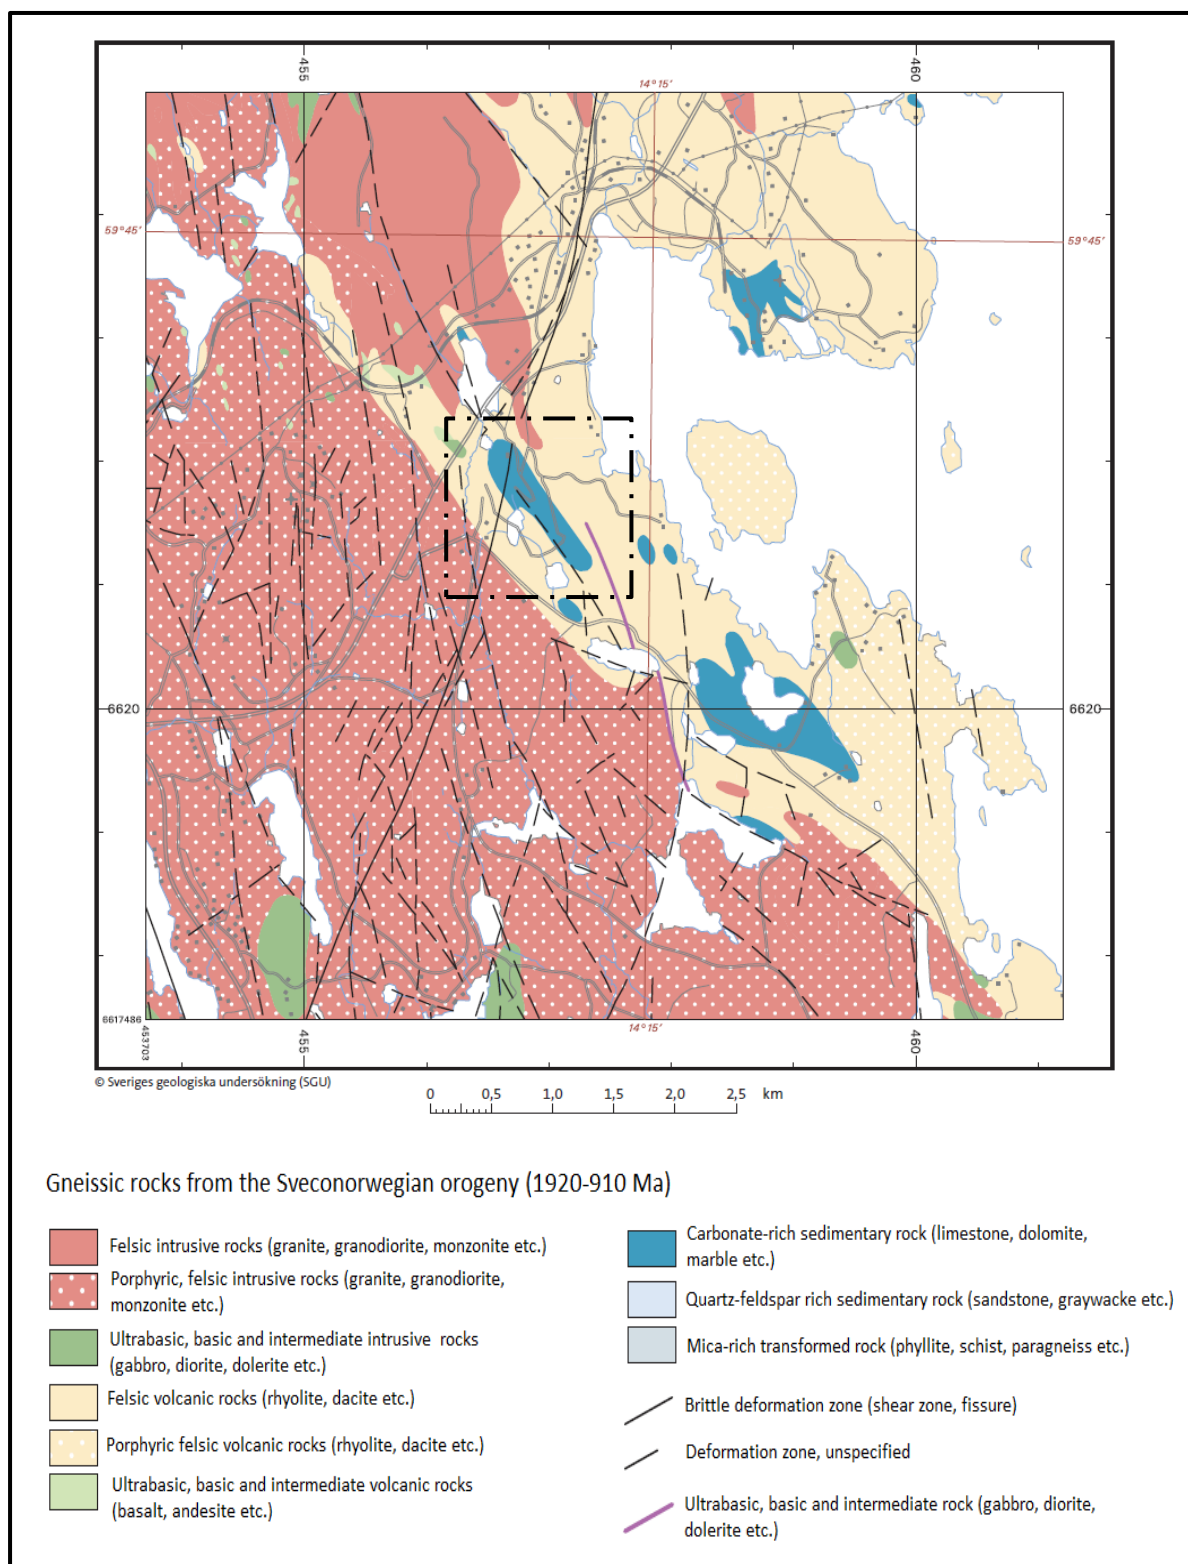 455
460
14°15'
59°45'
59°45'
6620
6620
6617486
453703
455
14°15'
460
© Sveriges geologiska undersökning (SGU)
0 0,5 1,0 1,5 2,0 2,5 km
Gneissic rocks from the Sveconorwegian orogeny (1920-910 Ma)
Felsic intrusive rocks (granite, granodiorite, monzonite etc.)
Porphyric, felsic intrusive rocks (granite, granodiorite,
monzonite etc.)
Ultrabasic, basic and intermediate intrusive rocks
(gabbro, diorite, dolerite etc.)
Felsic volcanic rocks (rhyolite, dacite etc.)
Porphyric felsic volcanic rocks (rhyolite, dacite etc.)
Ultrabasic, basic and intermediate volcanic rocks
(basalt, andesite etc.)
Carbonate-rich sedimentary rock (limestone, dolomite,
marble etc.)
Quartz-feldspar rich sedimentary rock (sandstone, graywacke etc.)
Mica-rich transformed rock (phyllite, schist, paragneiss etc.)
Brittle deformation zone (shear zone, fissure)
Deformation zone, unspecified
Ultrabasic, basic and intermediate rock (gabbro, diorite,
dolerite etc.)